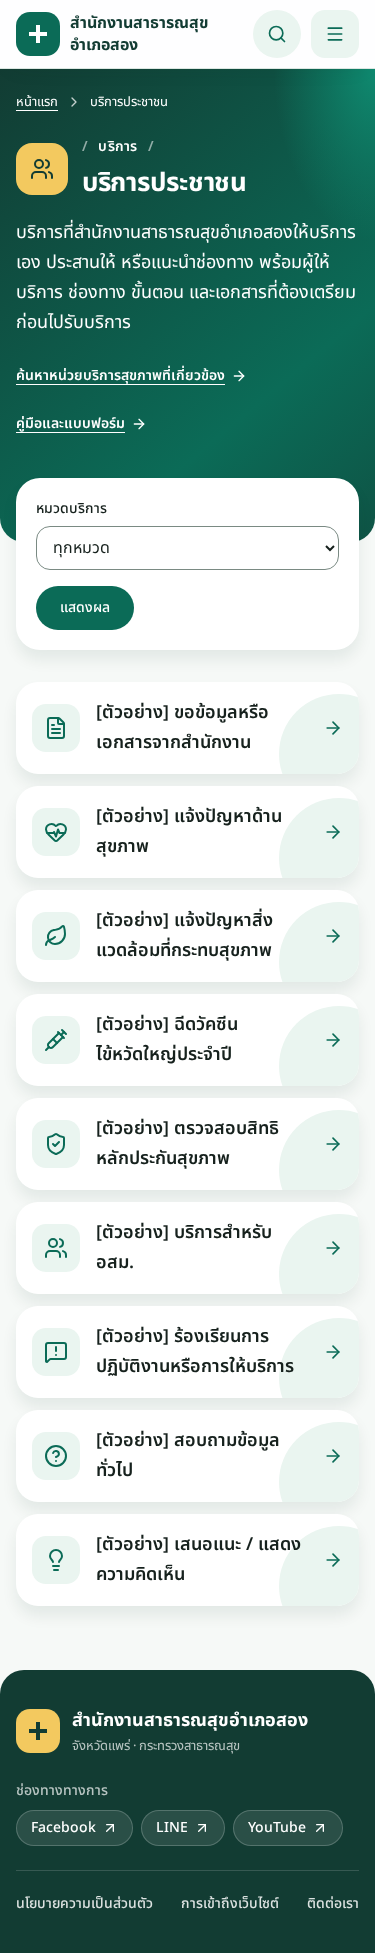 สำนักงานสาธารณสุข
อำเภอสอง
หน้าแรก
บริการประชาชน
/ บริการ /
บริการประชาชน
บริการที่สำนักงานสาธารณสุขอำเภอสองให้บริการ
เอง ประสานให้ หรือแนะนำช่องทาง พร้อมผู้ให้
บริการ ช่องทาง ขั้นตอน และเอกสารที่ต้องเตรียม
ก่อนไปรับบริการ
ค้นหาหน่วยบริการสุขภาพที่เกี่ยวข้อง
คู่มือและแบบฟอร์ม
หมวดบริการ
ทุกหมวด
แสดงผล
[ตัวอย่าง] ขอข้อมูลหรือ
เอกสารจากสำนักงาน
[ตัวอย่าง] แจ้งปัญหาด้าน
สุขภาพ
[ตัวอย่าง] แจ้งปัญหาสิ่ง
แวดล้อมที่กระทบสุขภาพ
[ตัวอย่าง] ฉีดวัคซีน
ไข้หวัดใหญ่ประจำปี
[ตัวอย่าง] ตรวจสอบสิทธิ
หลักประกันสุขภาพ
[ตัวอย่าง] บริการสำหรับ
อสม.
[ตัวอย่าง] ร้องเรียนการ
ปฏิบัติงานหรือการให้บริการ
[ตัวอย่าง] สอบถามข้อมูล
ทั่วไป
[ตัวอย่าง] เสนอแนะ / แสดง
ความคิดเห็น
สำนักงานสาธารณสุขอำเภอสอง
จังหวัดแพร่ · กระทรวงสาธารณสุข
ช่องทางทางการ
Facebook
LINE
YouTube
นโยบายความเป็นส่วนตัว
การเข้าถึงเว็บไซต์
ติดต่อเรา